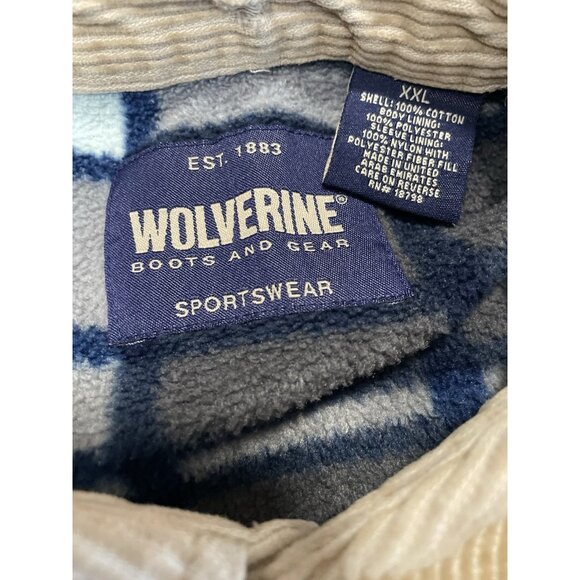 EST. 1883
WOLVERINE®
BOOTS AND GEAR
SPORTSWEAR
XXL
SHELL: 100% COTTON
BODY LINING:
100% POLYESTER
SLEEVE LINING:
100% NYLON WITH
POLYESTER FIBER FILL
MADE IN UNITED
ARAB EMIRATES
CARE ON REVERSE
RN# 18798